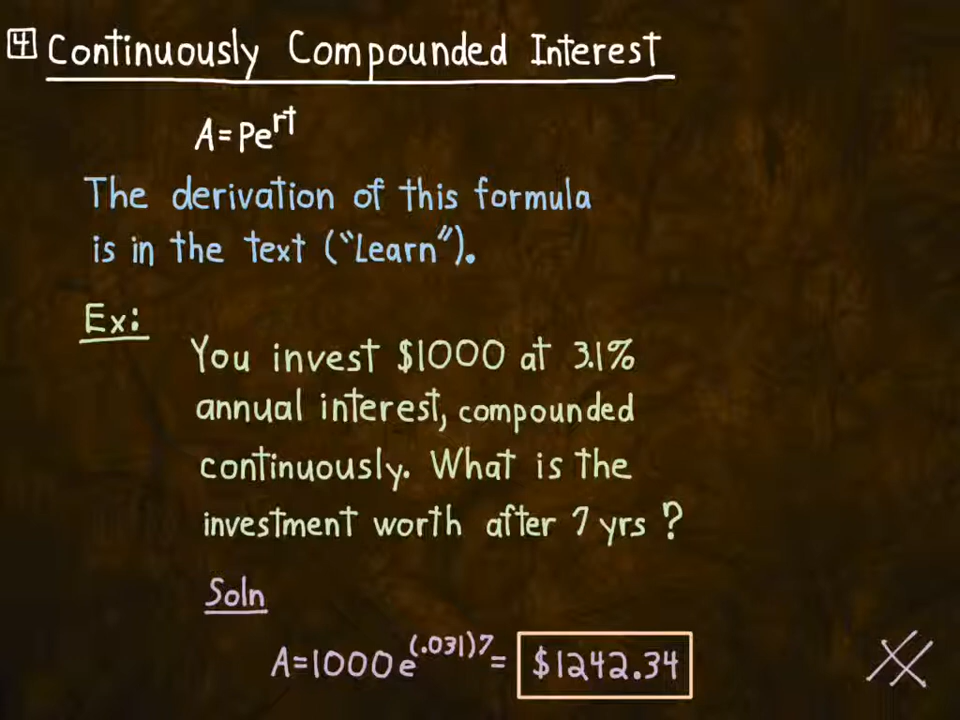 4 Continuously Compounded Interest
A=Pe^rt
The derivation of this formula
is in the text ("Learn").
Ex:
You invest $1000 at 3.1%
annual interest, compounded
continuously. What is the
investment worth after 7 yrs ?
Soln
A=1000e^(.031)7 = $1242.34